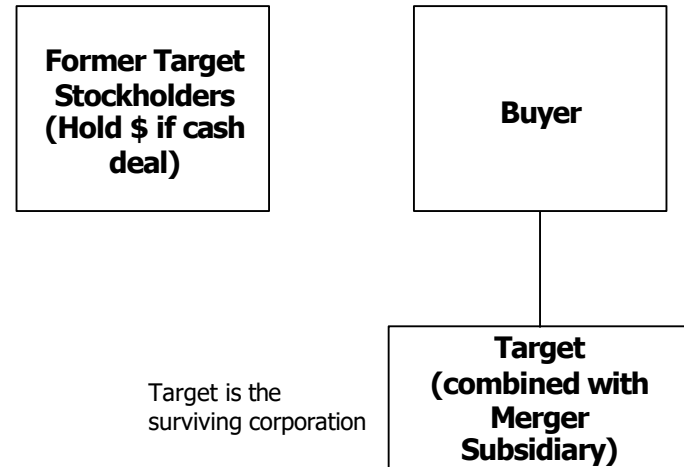 Former Target
Stockholders
(Hold $ if cash
deal)
Buyer
Target
(combined with
Merger
Subsidiary)
Target is the
surviving corporation